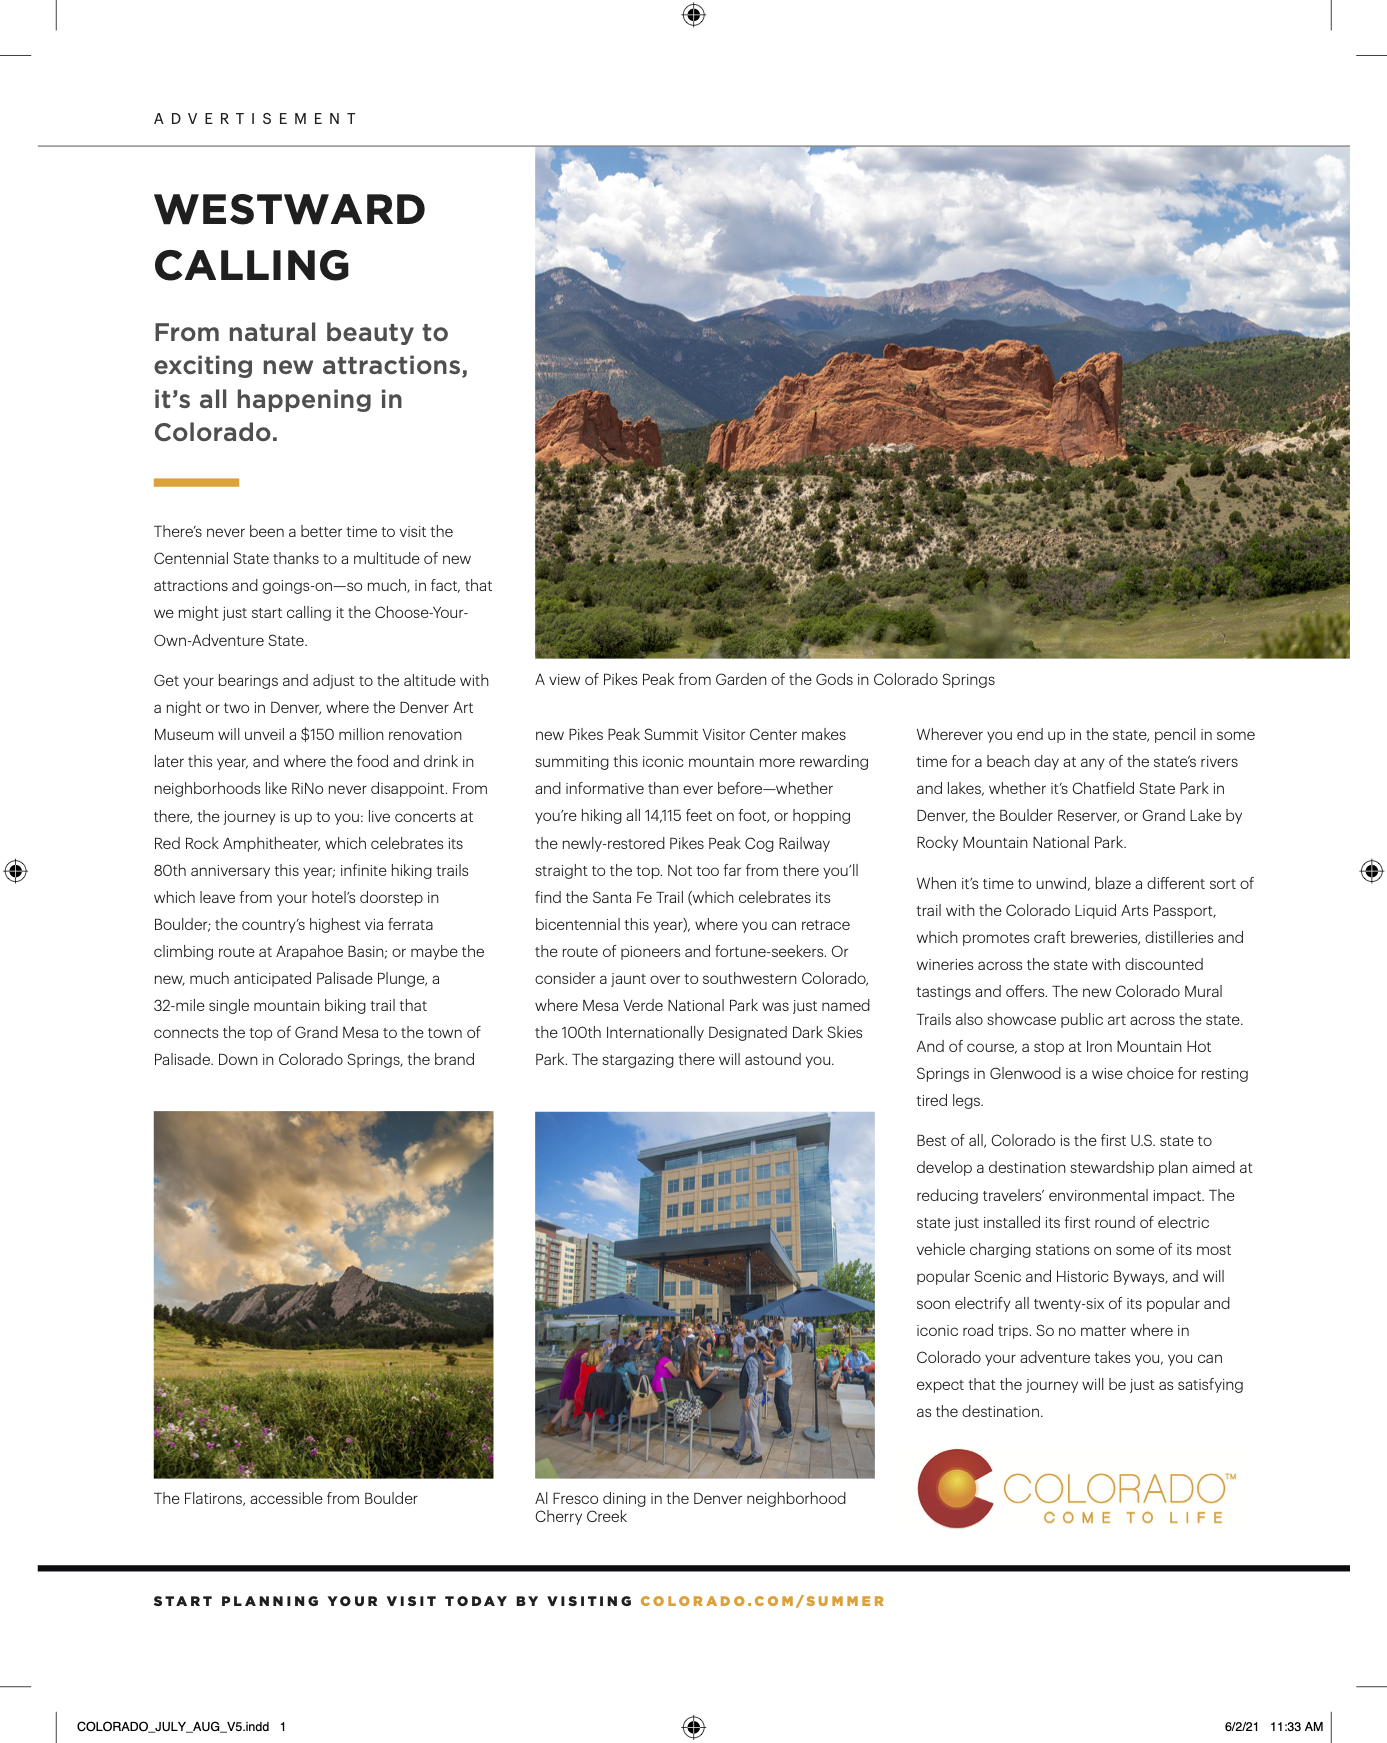 ADVERTISEMENT
WESTWARD
CALLING
From natural beauty to
exciting new attractions,
it’s all happening in
Colorado.
There’s never been a better time to visit the
Centennial State thanks to a multitude of new
attractions and goings-on—so much, in fact, that
we might just start calling it the Choose-Your-
Own-Adventure State.
Get your bearings and adjust to the altitude with
a night or two in Denver, where the Denver Art
Museum will unveil a $150 million renovation
later this year, and where the food and drink in
neighborhoods like RiNo never disappoint. From
there, the journey is up to you: live concerts at
Red Rock Amphitheater, which celebrates its
80th anniversary this year; infinite hiking trails
which leave from your hotel’s doorstep in
Boulder; the country’s highest via ferrata
climbing route at Arapahoe Basin; or maybe the
new, much anticipated Palisade Plunge, a
32-mile single mountain biking trail that
connects the top of Grand Mesa to the town of
Palisade. Down in Colorado Springs, the brand
A view of Pikes Peak from Garden of the Gods in Colorado Springs
new Pikes Peak Summit Visitor Center makes
summiting this iconic mountain more rewarding
and informative than ever before—whether
you’re hiking all 14,115 feet on foot, or hopping
the newly-restored Pikes Peak Cog Railway
straight to the top. Not too far from there you’ll
find the Santa Fe Trail (which celebrates its
bicentennial this year), where you can retrace
the route of pioneers and fortune-seekers. Or
consider a jaunt over to southwestern Colorado,
where Mesa Verde National Park was just named
the 100th Internationally Designated Dark Skies
Park. The stargazing there will astound you.
Wherever you end up in the state, pencil in some
time for a beach day at any of the state’s rivers
and lakes, whether it’s Chatfield State Park in
Denver, the Boulder Reserver, or Grand Lake by
Rocky Mountain National Park.
When it’s time to unwind, blaze a different sort of
trail with the Colorado Liquid Arts Passport,
which promotes craft breweries, distilleries and
wineries across the state with discounted
tastings and offers. The new Colorado Mural
Trails also showcase public art across the state.
And of course, a stop at Iron Mountain Hot
Springs in Glenwood is a wise choice for resting
tired legs.
Best of all, Colorado is the first U.S. state to
develop a destination stewardship plan aimed at
reducing travelers’ environmental impact. The
state just installed its first round of electric
vehicle charging stations on some of its most
popular Scenic and Historic Byways, and will
soon electrify all twenty-six of its popular and
iconic road trips. So no matter where in
Colorado your adventure takes you, you can
expect that the journey will be just as satisfying
as the destination.
The Flatirons, accessible from Boulder
Al Fresco dining in the Denver neighborhood
Cherry Creek
COLORADO™
COME TO LIFE
START PLANNING YOUR VISIT TODAY BY VISITING COLORADO.COM/SUMMER
COLORADO_JULY_AUG_V5.indd 1
6/2/21 11:33 AM